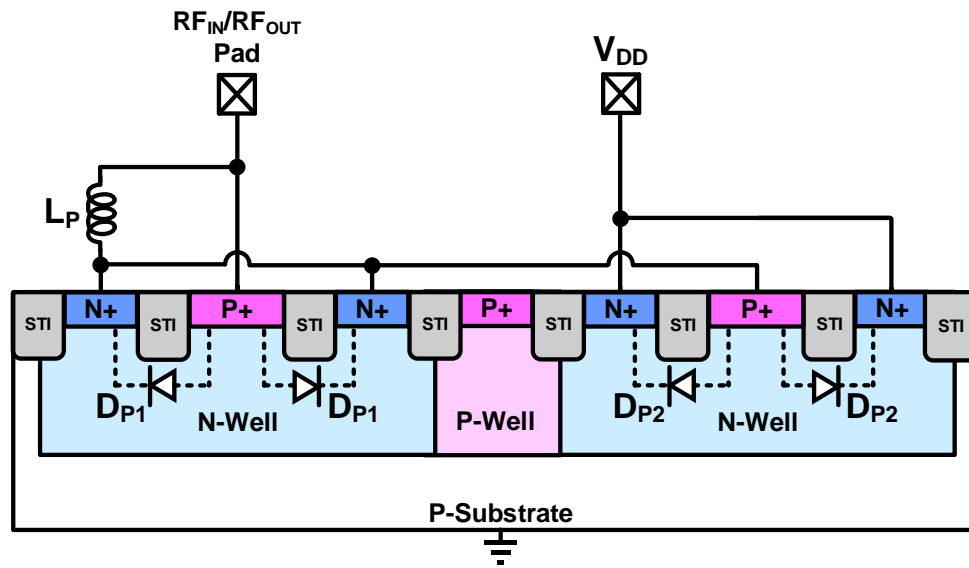 RF_IN/RF_OUT
Pad
V_DD
L_P
N+ P+ N+ P+ N+ P+ N+
STI STI STI STI STI STI STI STI
D_P1 D_P1 D_P2 D_P2
N-Well P-Well N-Well
P-Substrate